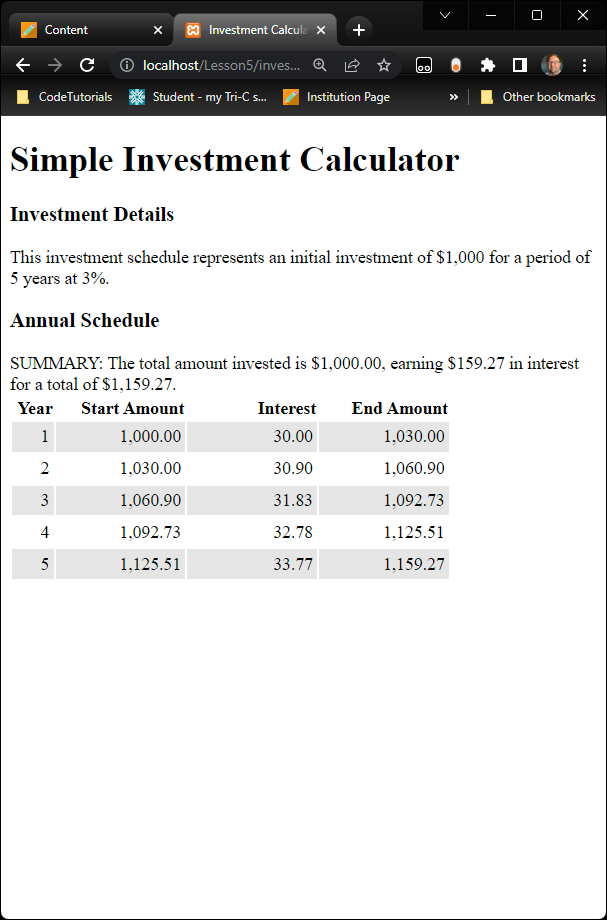 Content
Investment Calcula
localhost/Lesson5/inves...
CodeTutorials
Student - my Tri-C s...
Institution Page
»
Other bookmarks
Simple Investment Calculator
Investment Details
This investment schedule represents an initial investment of $1,000 for a period of
5 years at 3%.
Annual Schedule
SUMMARY: The total amount invested is $1,000.00, earning $159.27 in interest
for a total of $1,159.27.
Year Start Amount Interest End Amount
1 1,000.00 30.00 1,030.00
2 1,030.00 30.90 1,060.90
3 1,060.90 31.83 1,092.73
4 1,092.73 32.78 1,125.51
5 1,125.51 33.77 1,159.27